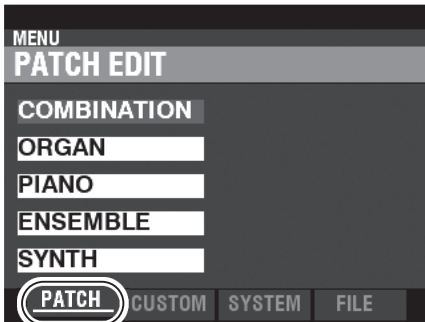 MENU
PATCH EDIT
COMBINATION
ORGAN
PIANO
ENSEMBLE
SYNTH
PATCH CUSTOM SYSTEM FILE